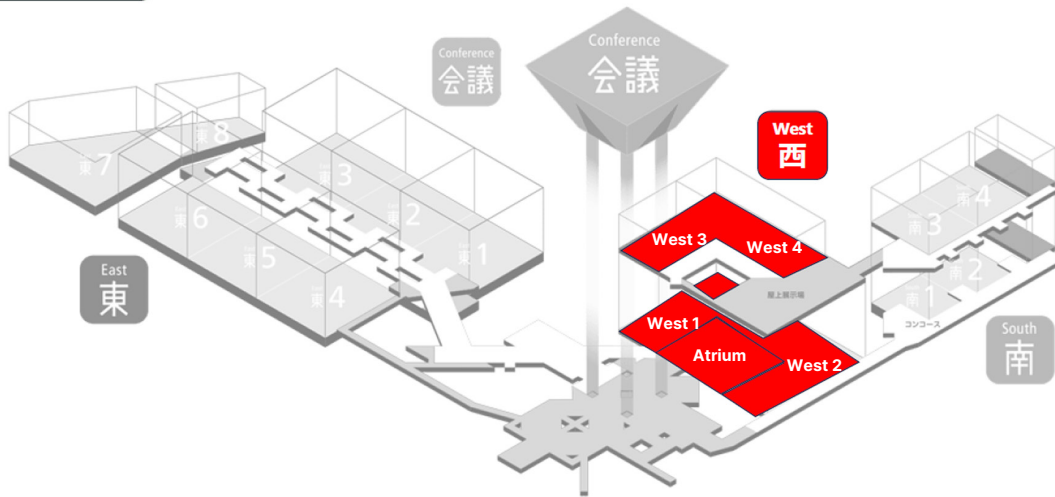 Conference
会議
Conference
会議
West
西
東 8
東 7
東 3
東 2
東 1
東 6
東 5
東 4
East
東
West 3
West 4
屋上展示場
West 1
Atrium
West 2
南 4
南 3
南 2
南 1
コンコース
South
南